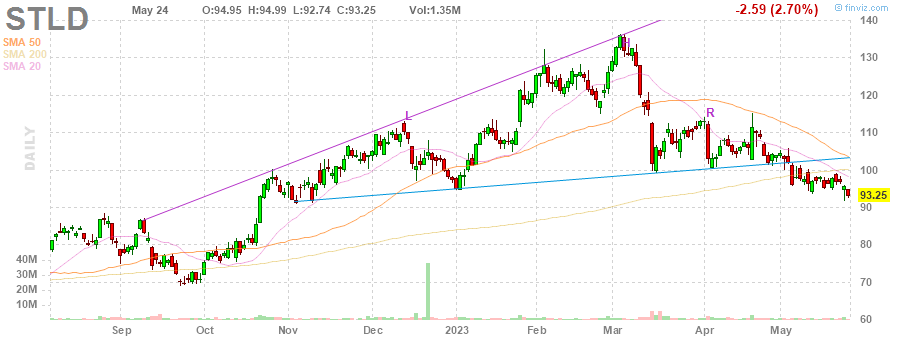 STLD May 24 O:94.95 H:94.99 L:92.74 C:93.25 Vol:1.35M -2.59 (2.70%)
© finviz.com
SMA 50
SMA 200
SMA 20
DAILY
L
H
R
140
130
120
110
100
93.25
90
80
70
60
40M
30M
20M
10M
Sep Oct Nov Dec 2023 Feb Mar Apr May